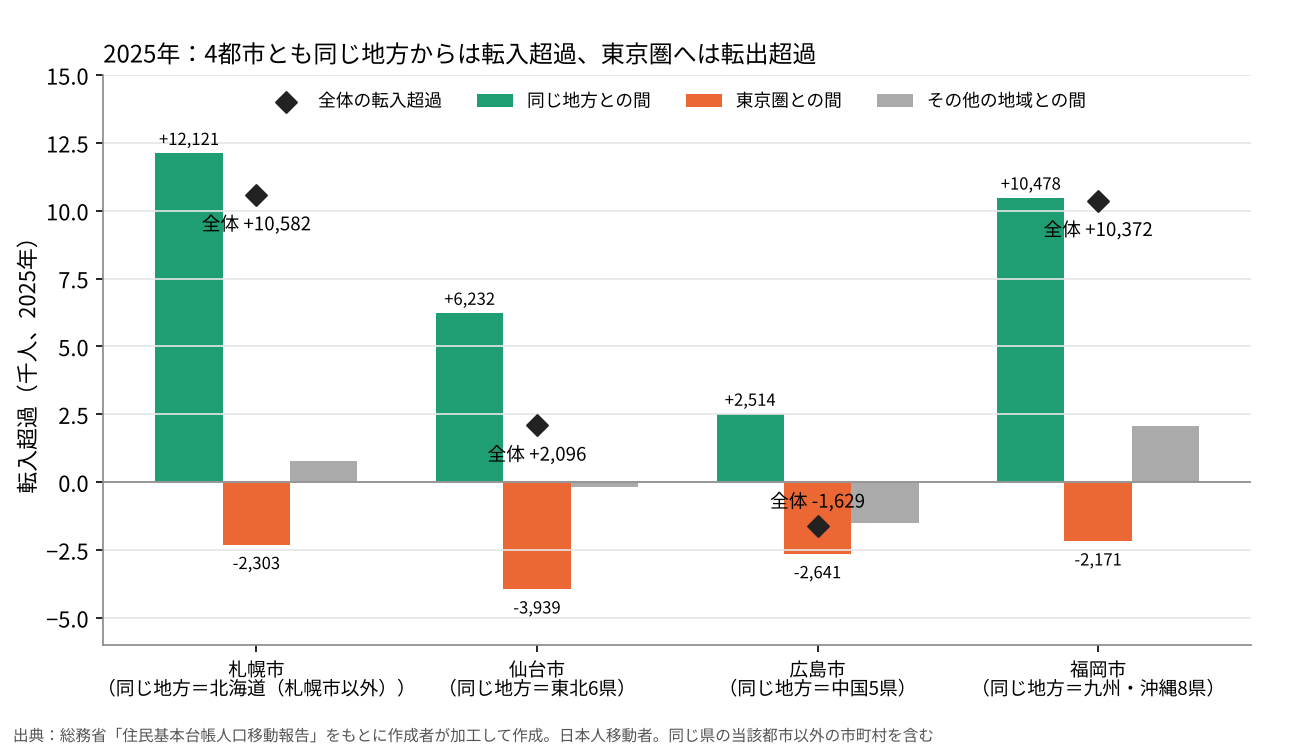 2025年：4都市とも同じ地方からは転入超過、東京圏へは転出超過
全体の転入超過 同じ地方との間 東京圏との間 その他の地域との間
転入超過（千人、2025年）
15.0
12.5
10.0
7.5
5.0
2.5
0.0
−2.5
−5.0
+12,121
全体 +10,582
-2,303
+6,232
全体 +2,096
-3,939
+2,514
全体 -1,629
-2,641
+10,478
全体 +10,372
-2,171
札幌市
（同じ地方＝北海道（札幌市以外））
仙台市
（同じ地方＝東北6県）
広島市
（同じ地方＝中国5県）
福岡市
（同じ地方＝九州・沖縄8県）
出典：総務省「住民基本台帳人口移動報告」をもとに作成者が加工して作成。日本人移動者。同じ県の当該都市以外の市町村を含む